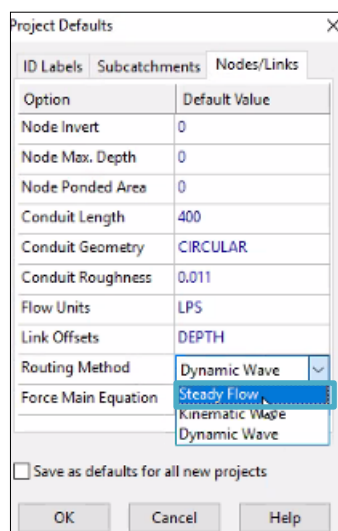 Project Defaults
ID Labels Subcatchments Nodes/Links
Option Default Value
Node Invert 0
Node Max. Depth 0
Node Ponded Area 0
Conduit Length 400
Conduit Geometry CIRCULAR
Conduit Roughness 0.011
Flow Units LPS
Link Offsets DEPTH
Routing Method Dynamic Wave
Force Main Equation Steady Flow
Kinematic Wave
Dynamic Wave
Save as defaults for all new projects
OK Cancel Help